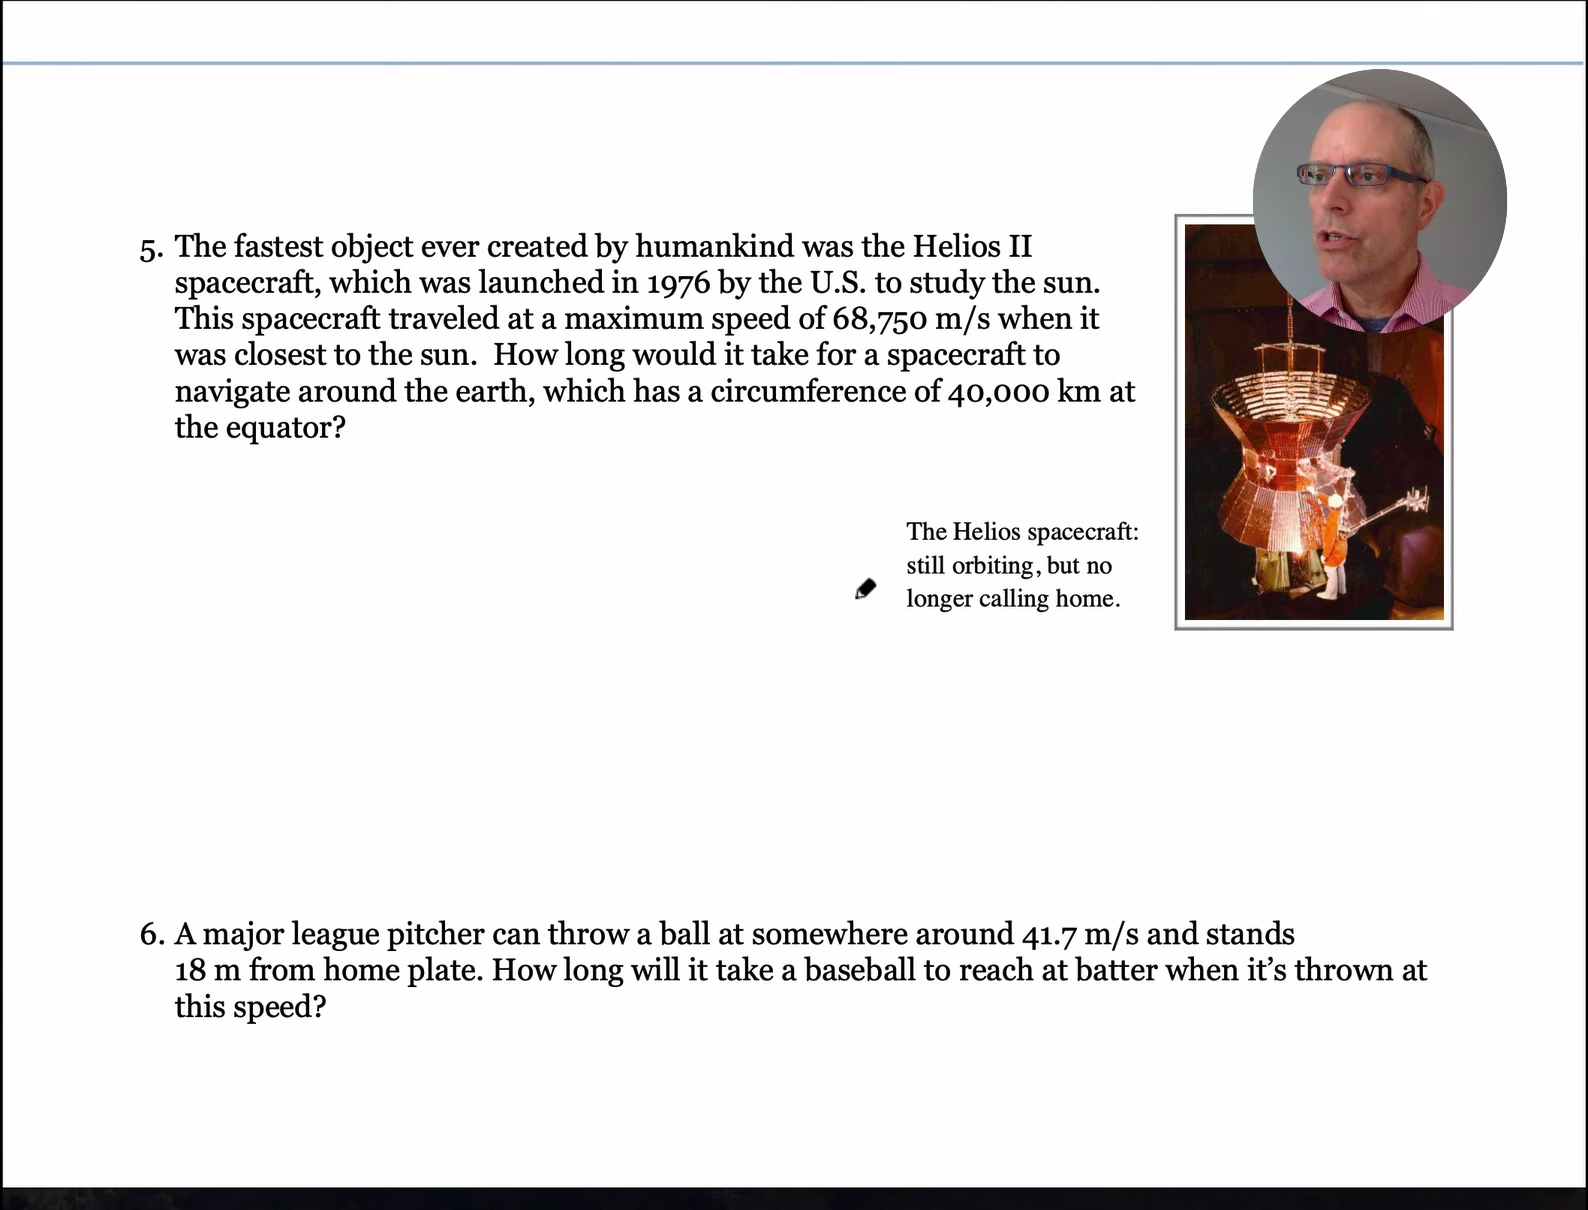 5. The fastest object ever created by humankind was the Helios II
spacecraft, which was launched in 1976 by the U.S. to study the sun.
This spacecraft traveled at a maximum speed of 68,750 m/s when it
was closest to the sun.  How long would it take for a spacecraft to
navigate around the earth, which has a circumference of 40,000 km at
the equator?
The Helios spacecraft:
still orbiting, but no
longer calling home.
6. A major league pitcher can throw a ball at somewhere around 41.7 m/s and stands
18 m from home plate. How long will it take a baseball to reach at batter when it’s thrown at
this speed?